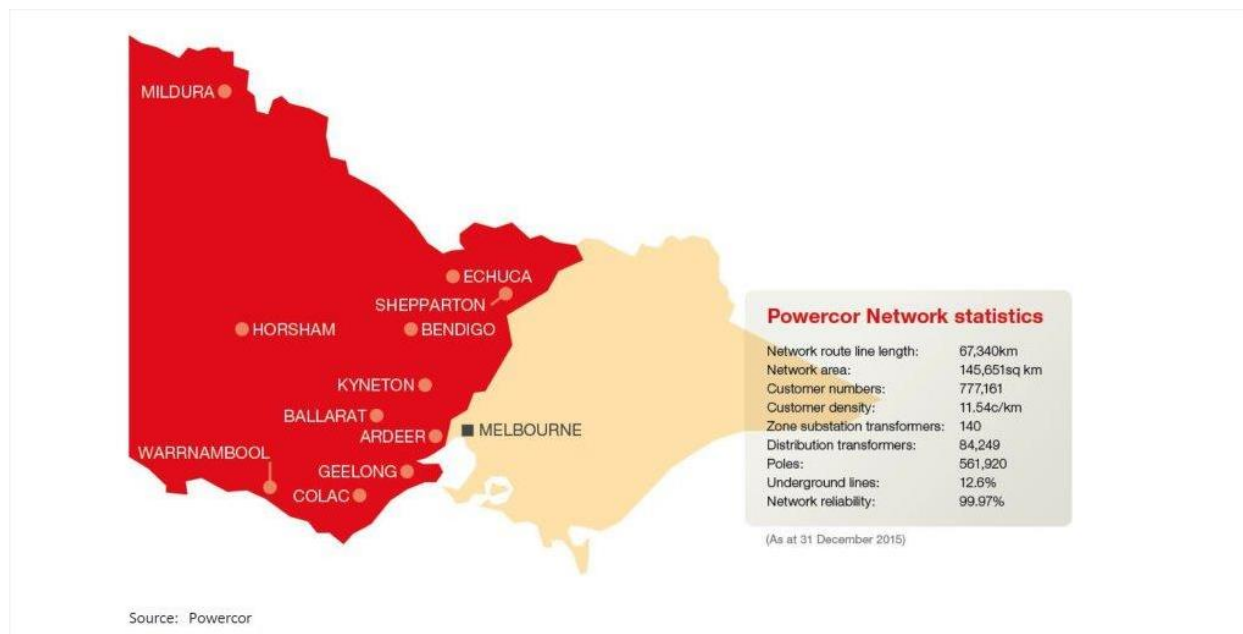 MILDURA
ECHUCA
SHEPPARTON
HORSHAM
BENDIGO
KYNETON
BALLARAT
ARDEER
MELBOURNE
WARRNAMBOOL
GEELONG
COLAC
Powercor Network statistics
Network route line length: 67,340km
Network area: 145,651sq km
Customer numbers: 777,161
Customer density: 11.54c/km
Zone substation transformers: 140
Distribution transformers: 84,249
Poles: 561,920
Underground lines: 12.6%
Network reliability: 99.97%
(As at 31 December 2015)
Source: Powercor